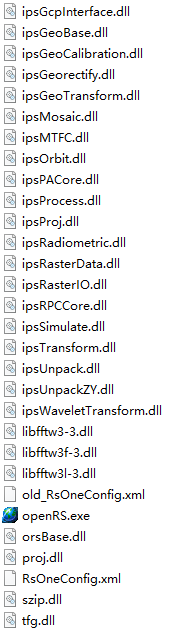 ipsGcpInterface.dll
ipsGeoBase.dll
ipsGeoCalibration.dll
ipsGeorectify.dll
ipsGeoTransform.dll
ipsMosaic.dll
ipsMTFC.dll
ipsOrbit.dll
ipsPACore.dll
ipsProcess.dll
ipsProj.dll
ipsRadiometric.dll
ipsRasterData.dll
ipsRasterIO.dll
ipsRPCCore.dll
ipsSimulate.dll
ipsTransform.dll
ipsUnpack.dll
ipsUnpackZY.dll
ipsWaveletTransform.dll
libfftw3-3.dll
libfftw3f-3.dll
libfftw3l-3.dll
old_RsOneConfig.xml
openRS.exe
orsBase.dll
proj.dll
RsOneConfig.xml
szip.dll
tfg.dll